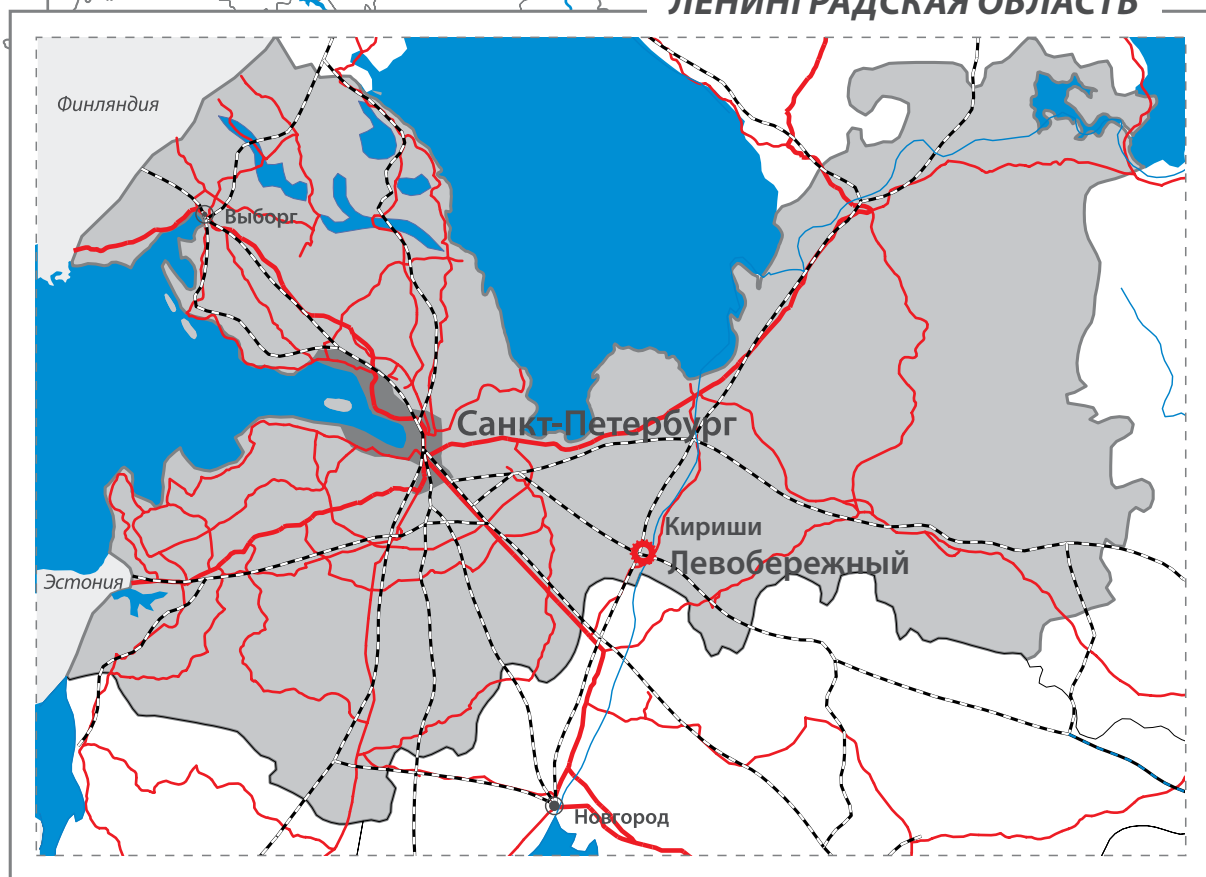 ЛЕНИНГРАДСКАЯ ОБЛАСТЬ
Финляндия
Выборг
Санкт-Петербург
Кириши
Левобережный
Эстония
Новгород